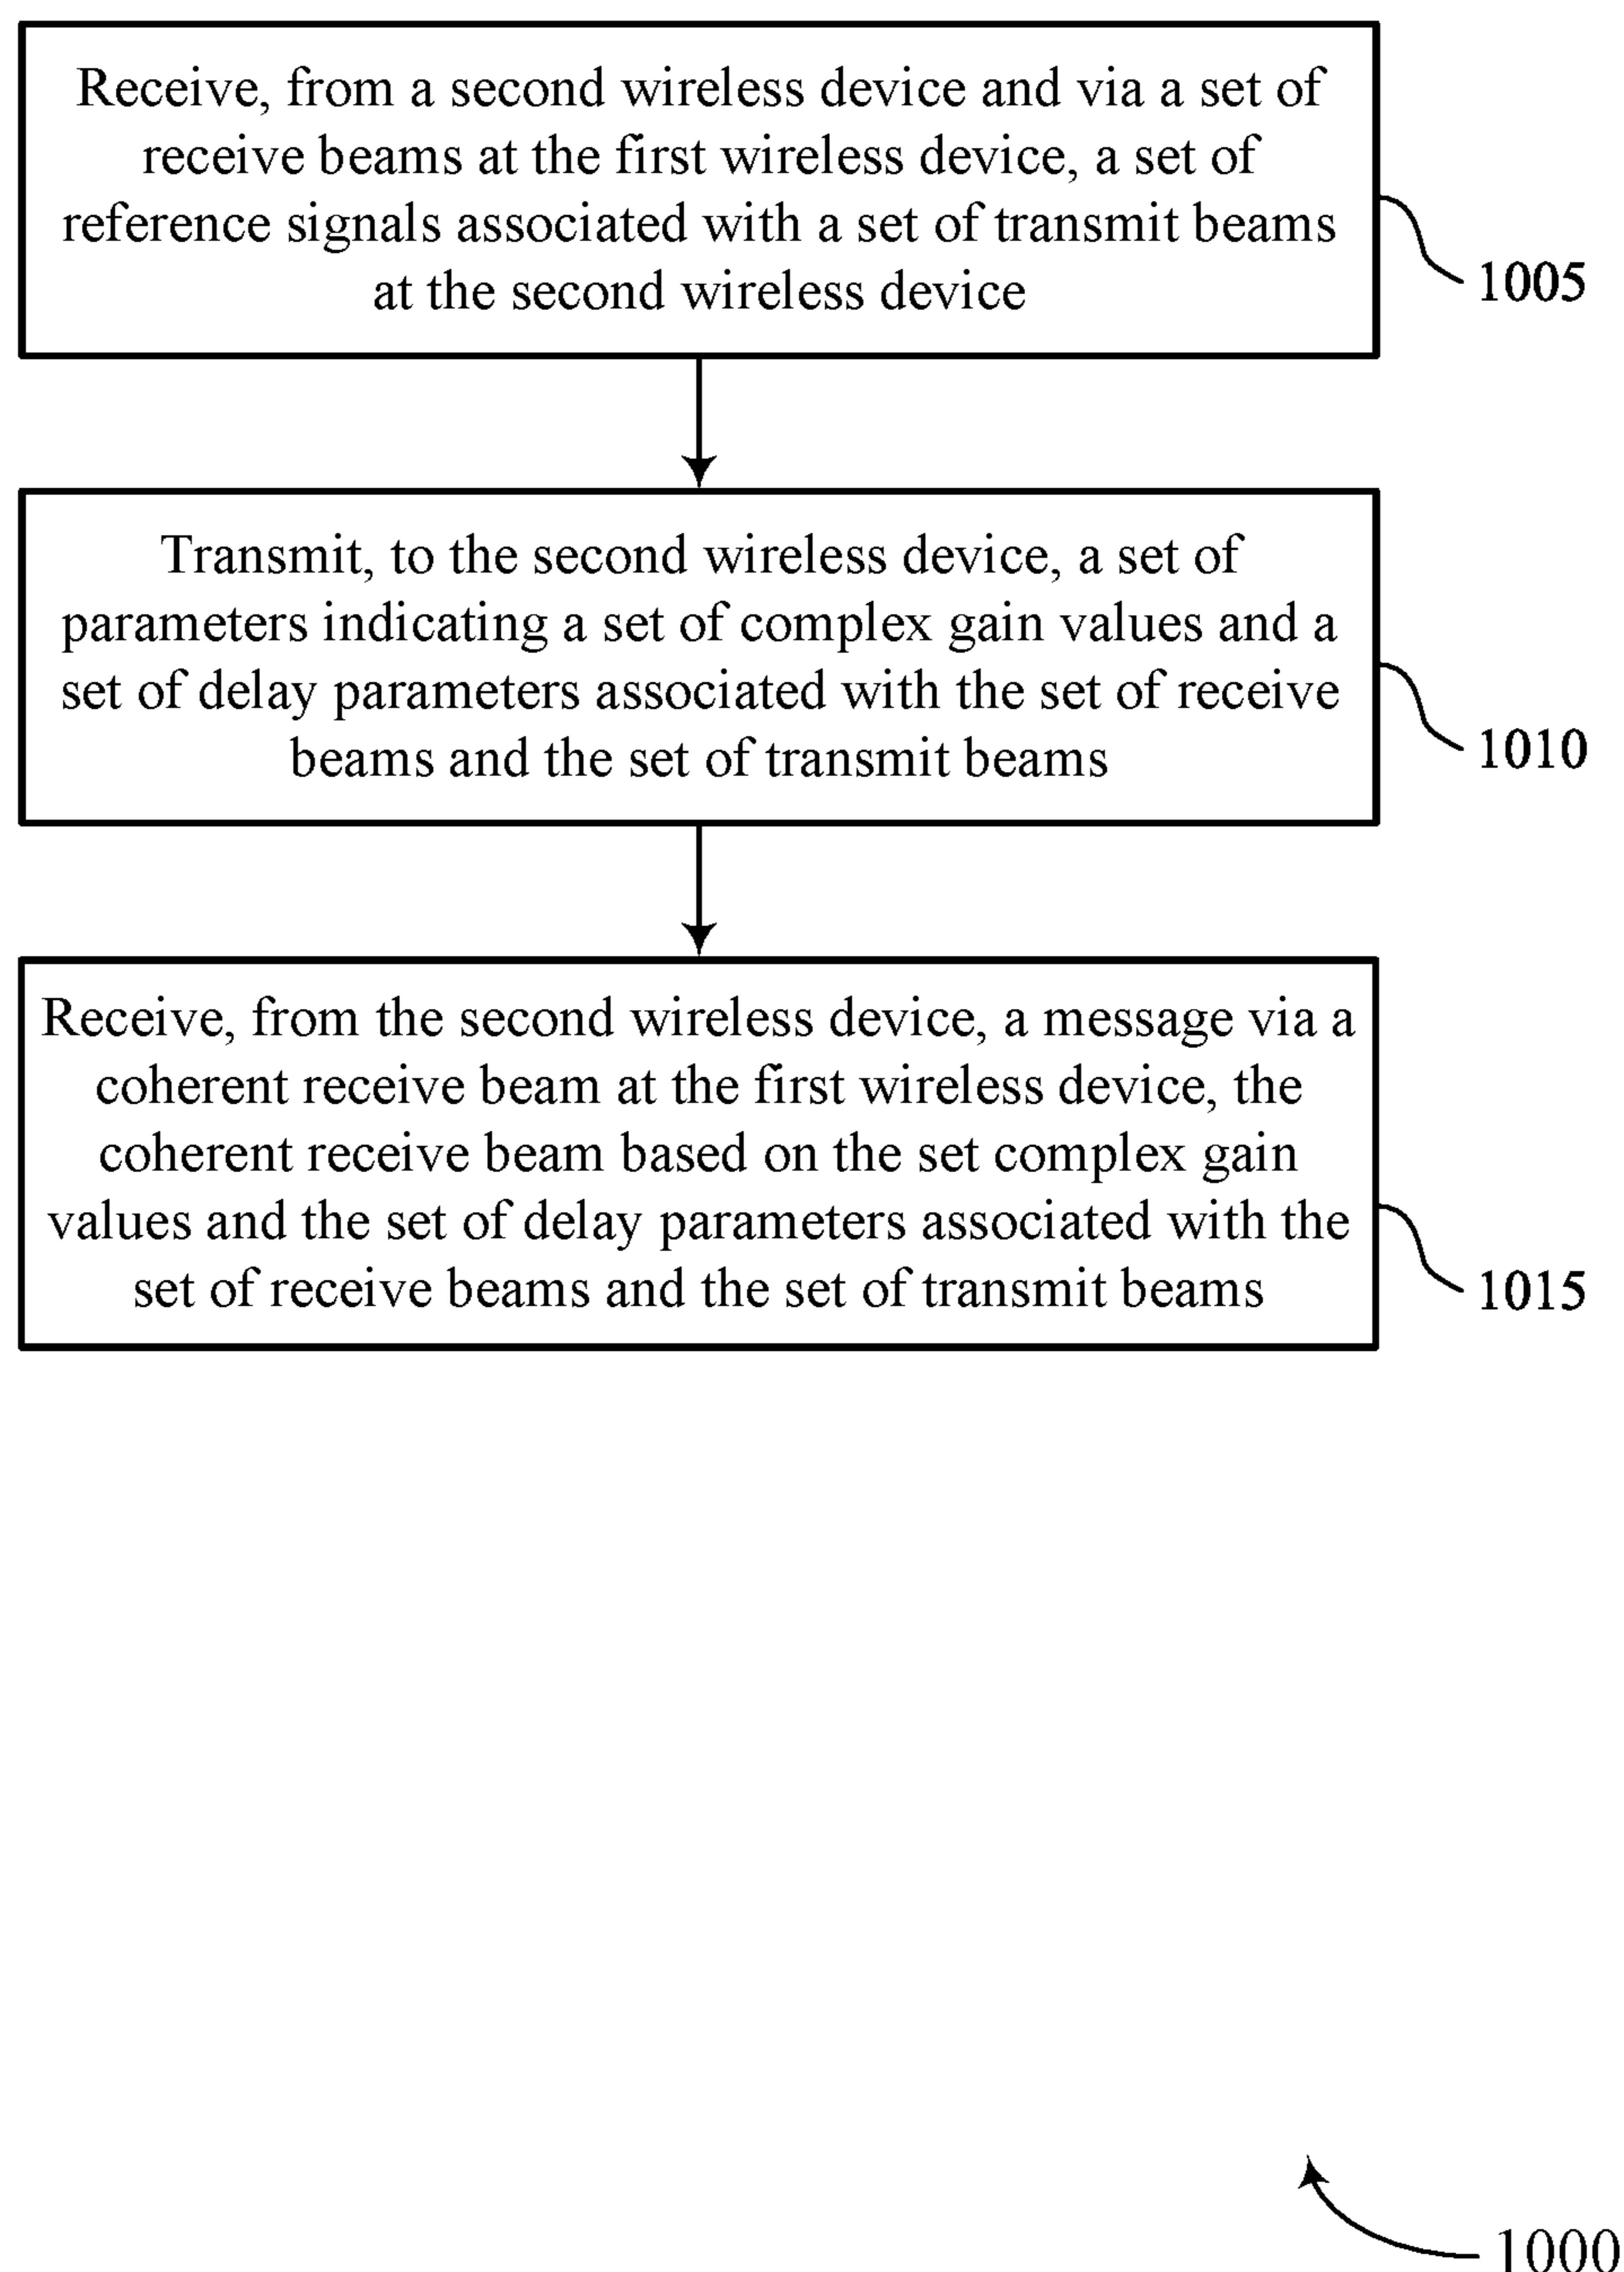 Receive, from a second wireless device and via a set of
receive beams at the first wireless device, a set of
reference signals associated with a set of transmit beams
at the second wireless device
1005
Transmit, to the second wireless device, a set of
parameters indicating a set of complex gain values and a
set of delay parameters associated with the set of receive
beams and the set of transmit beams
1010
Receive, from the second wireless device, a message via a
coherent receive beam at the first wireless device, the
coherent receive beam based on the set complex gain
values and the set of delay parameters associated with the
set of receive beams and the set of transmit beams
1015
1000